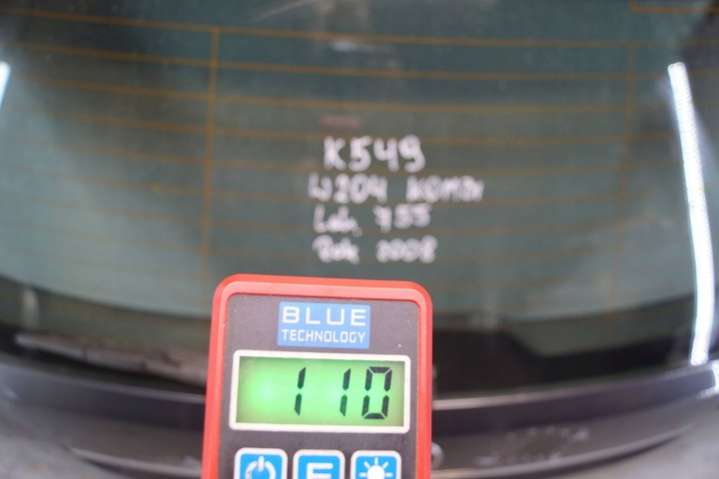 K549
W204 KOMBI
Lak. 755
Rok 2008
BLUE
TECHNOLOGY
110
F